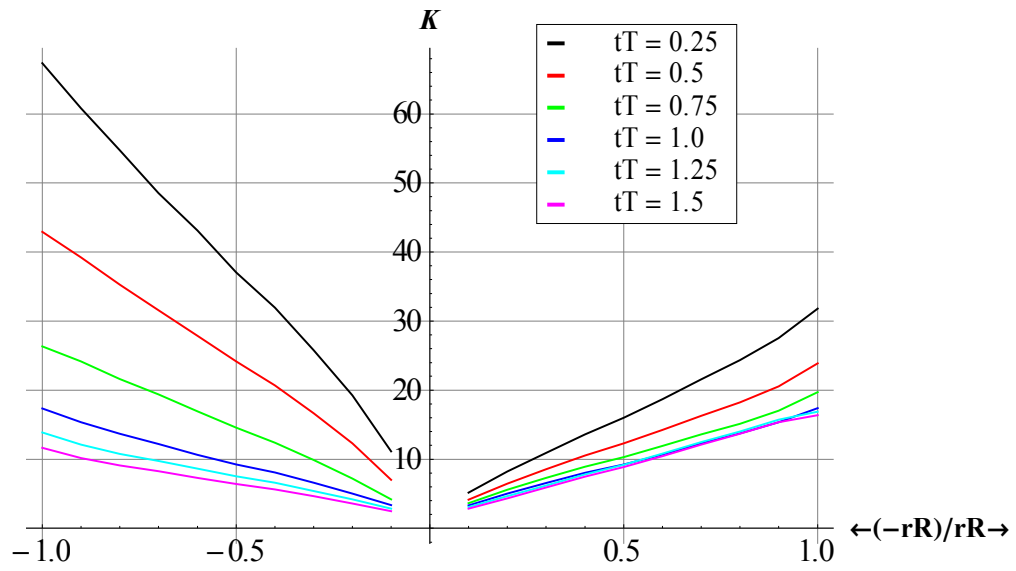 K
tT = 0.25
tT = 0.5
tT = 0.75
tT = 1.0
tT = 1.25
tT = 1.5
60
50
40
30
20
10
−1.0 −0.5 0.5 1.0
←(−rR)/rR→